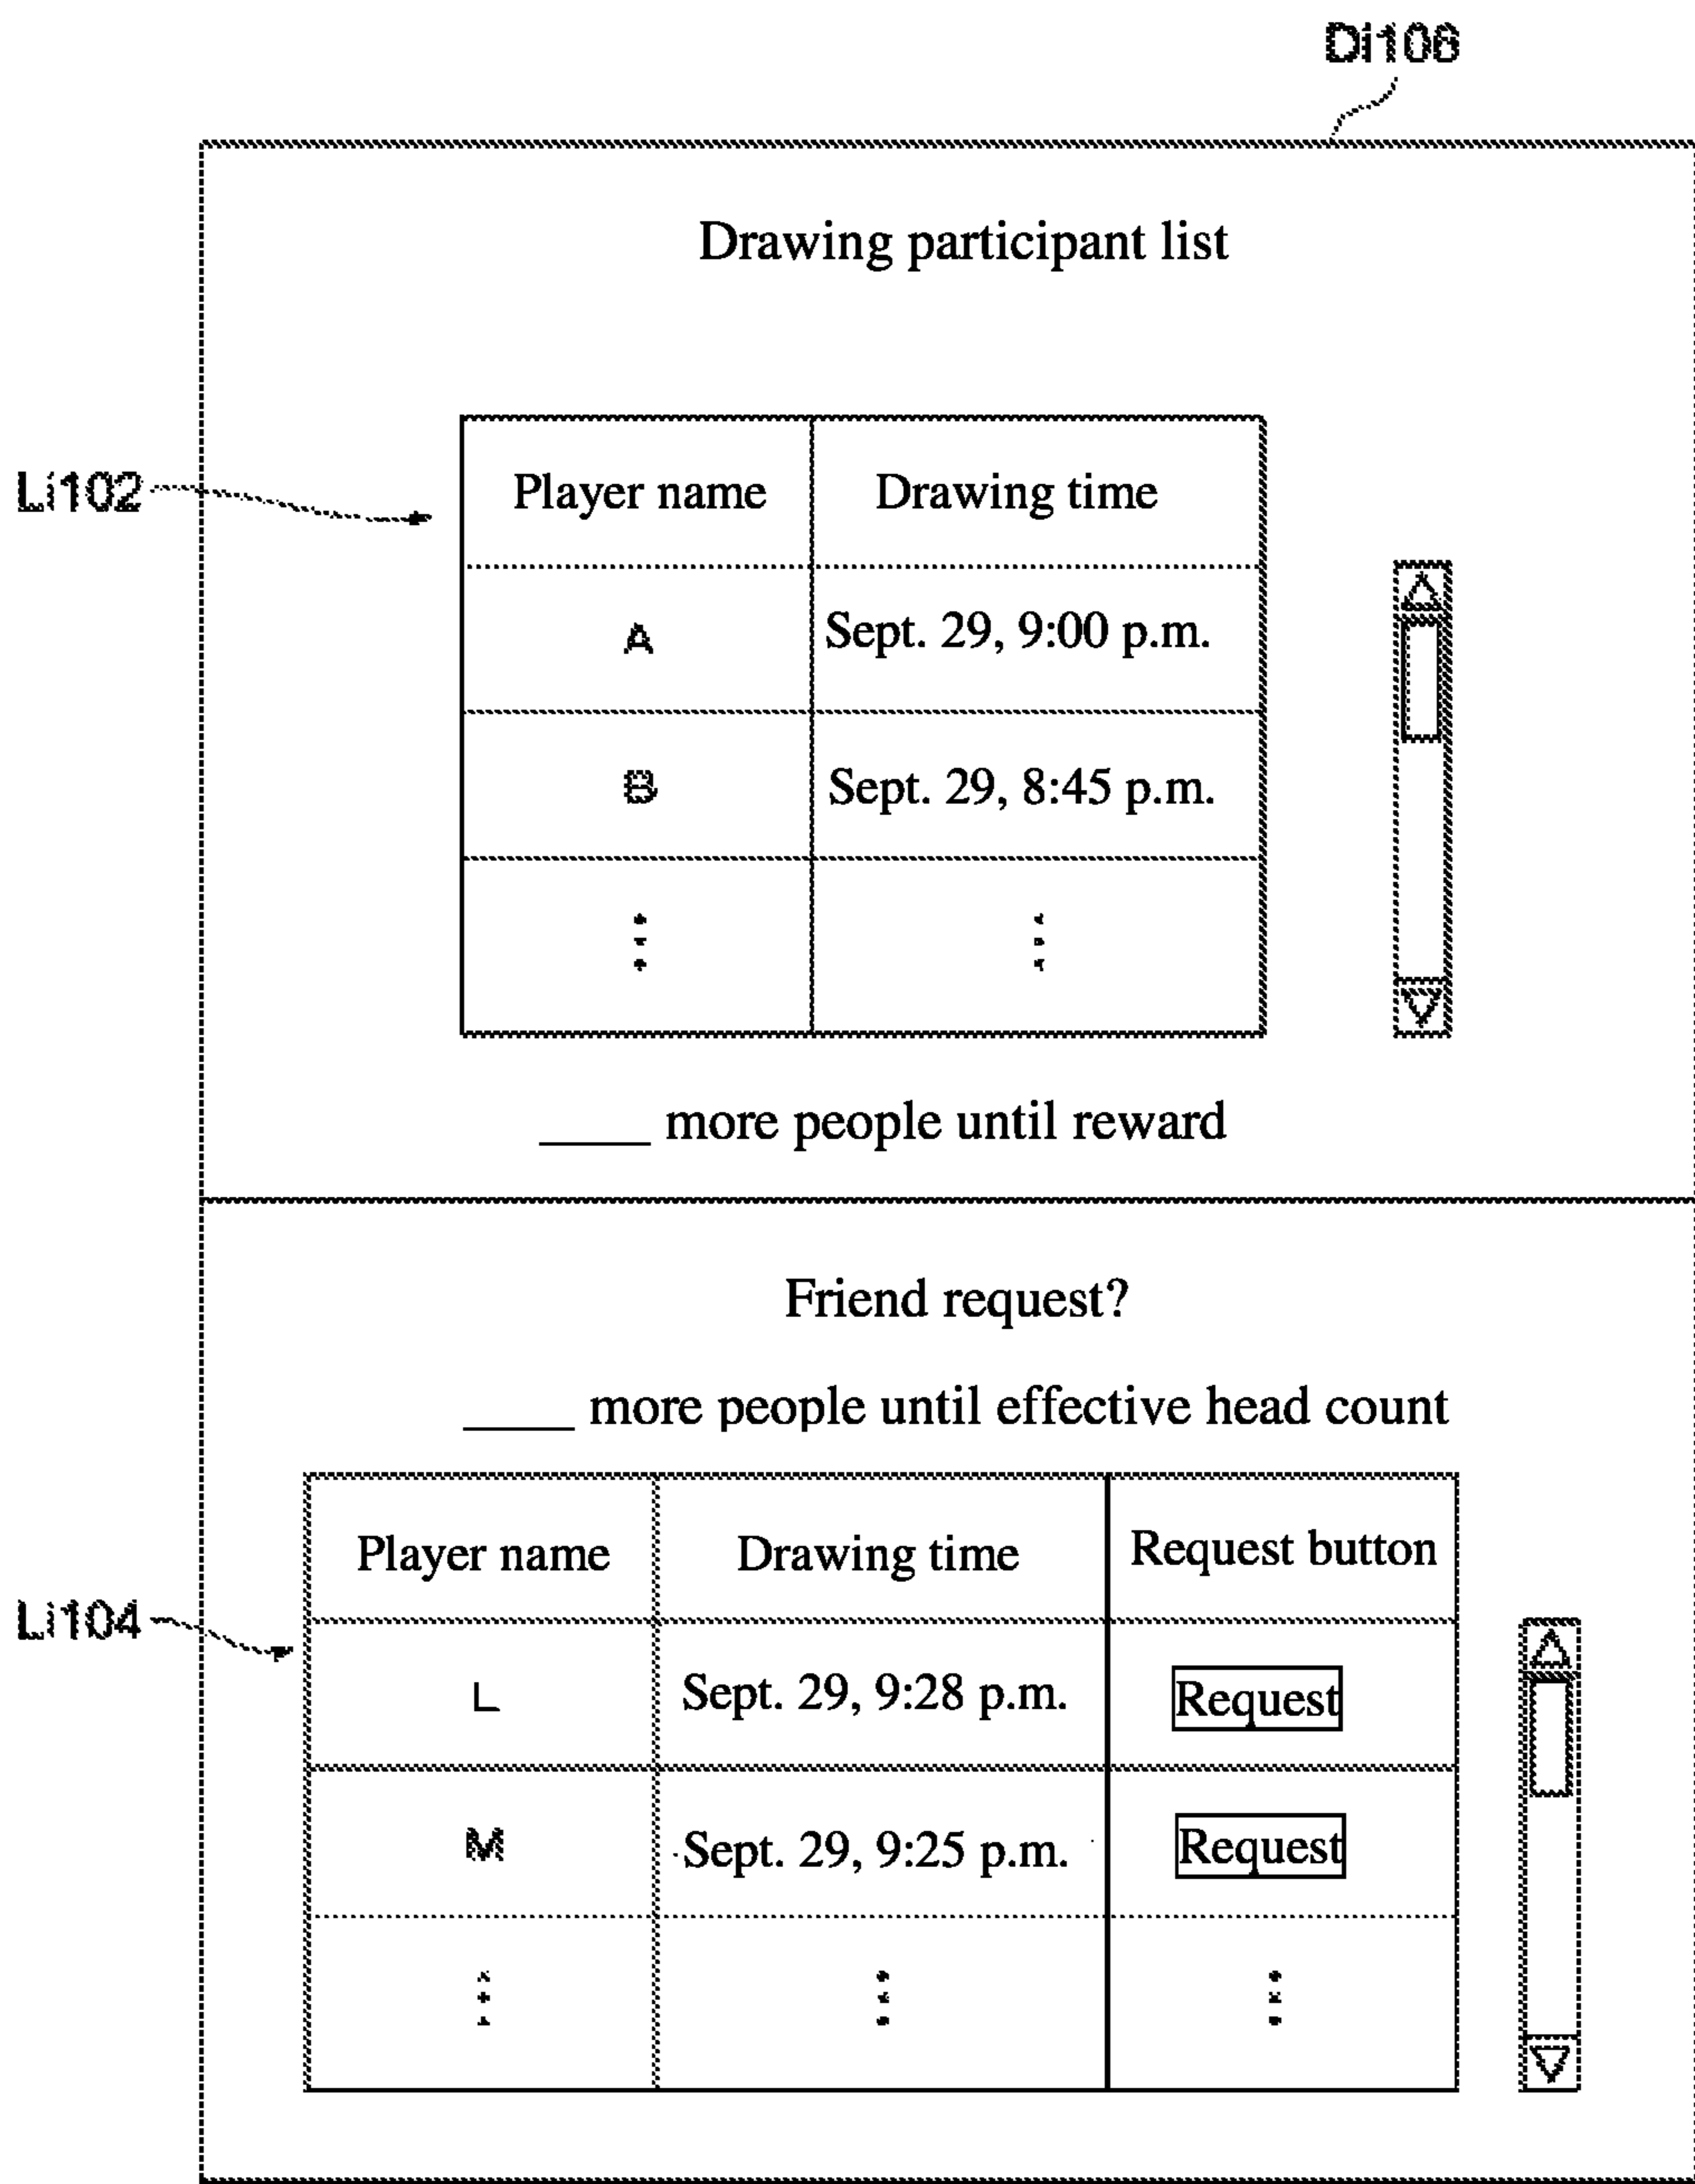 Di106
Drawing participant list
Li102
Player name Drawing time
A Sept. 29, 9:00 p.m.
B Sept. 29, 8:45 p.m.
____ more people until reward
Friend request?
____ more people until effective head count
Player name Drawing time Request button
Li104
L Sept. 29, 9:28 p.m. Request
M Sept. 29, 9:25 p.m. Request